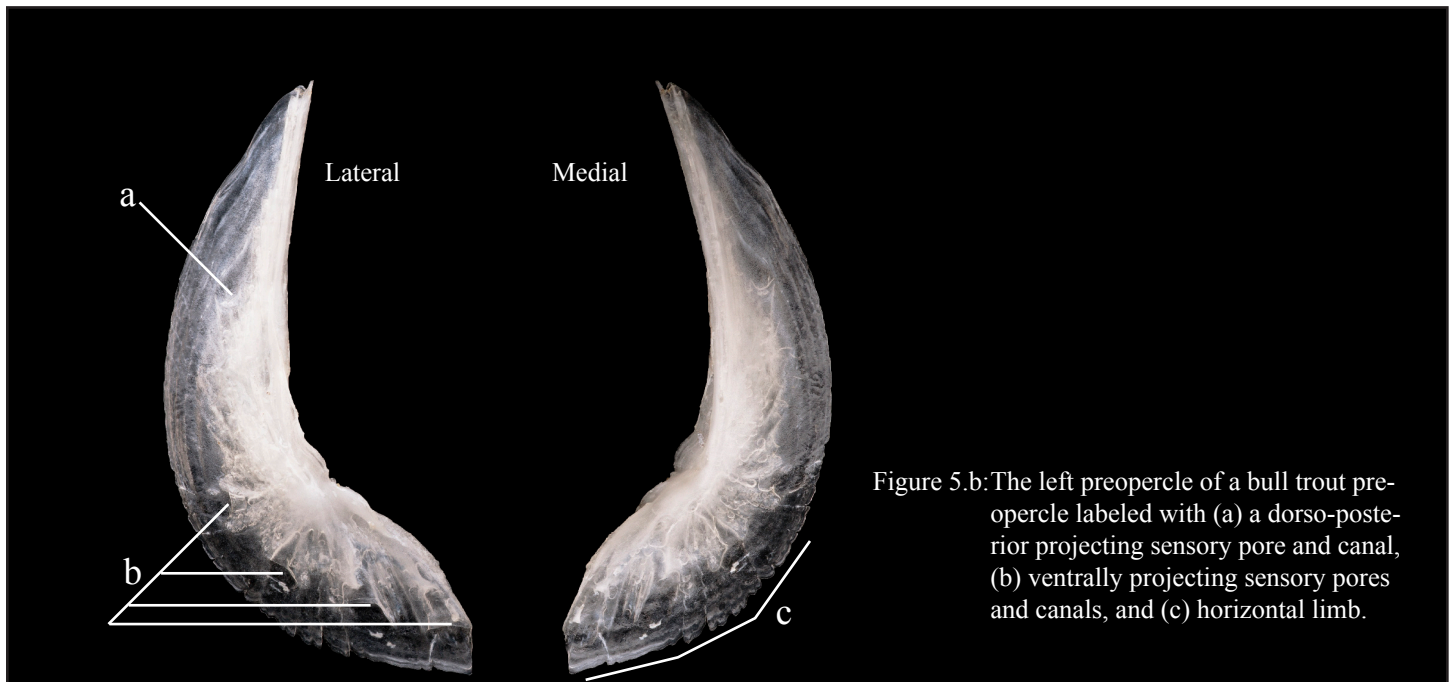 Lateral
Medial
a
b
c
Figure 5.b: The left preopercle of a bull trout pre-
opercle labeled with (a) a dorso-poste-
rior projecting sensory pore and canal,
(b) ventrally projecting sensory pores
and canals, and (c) horizontal limb.